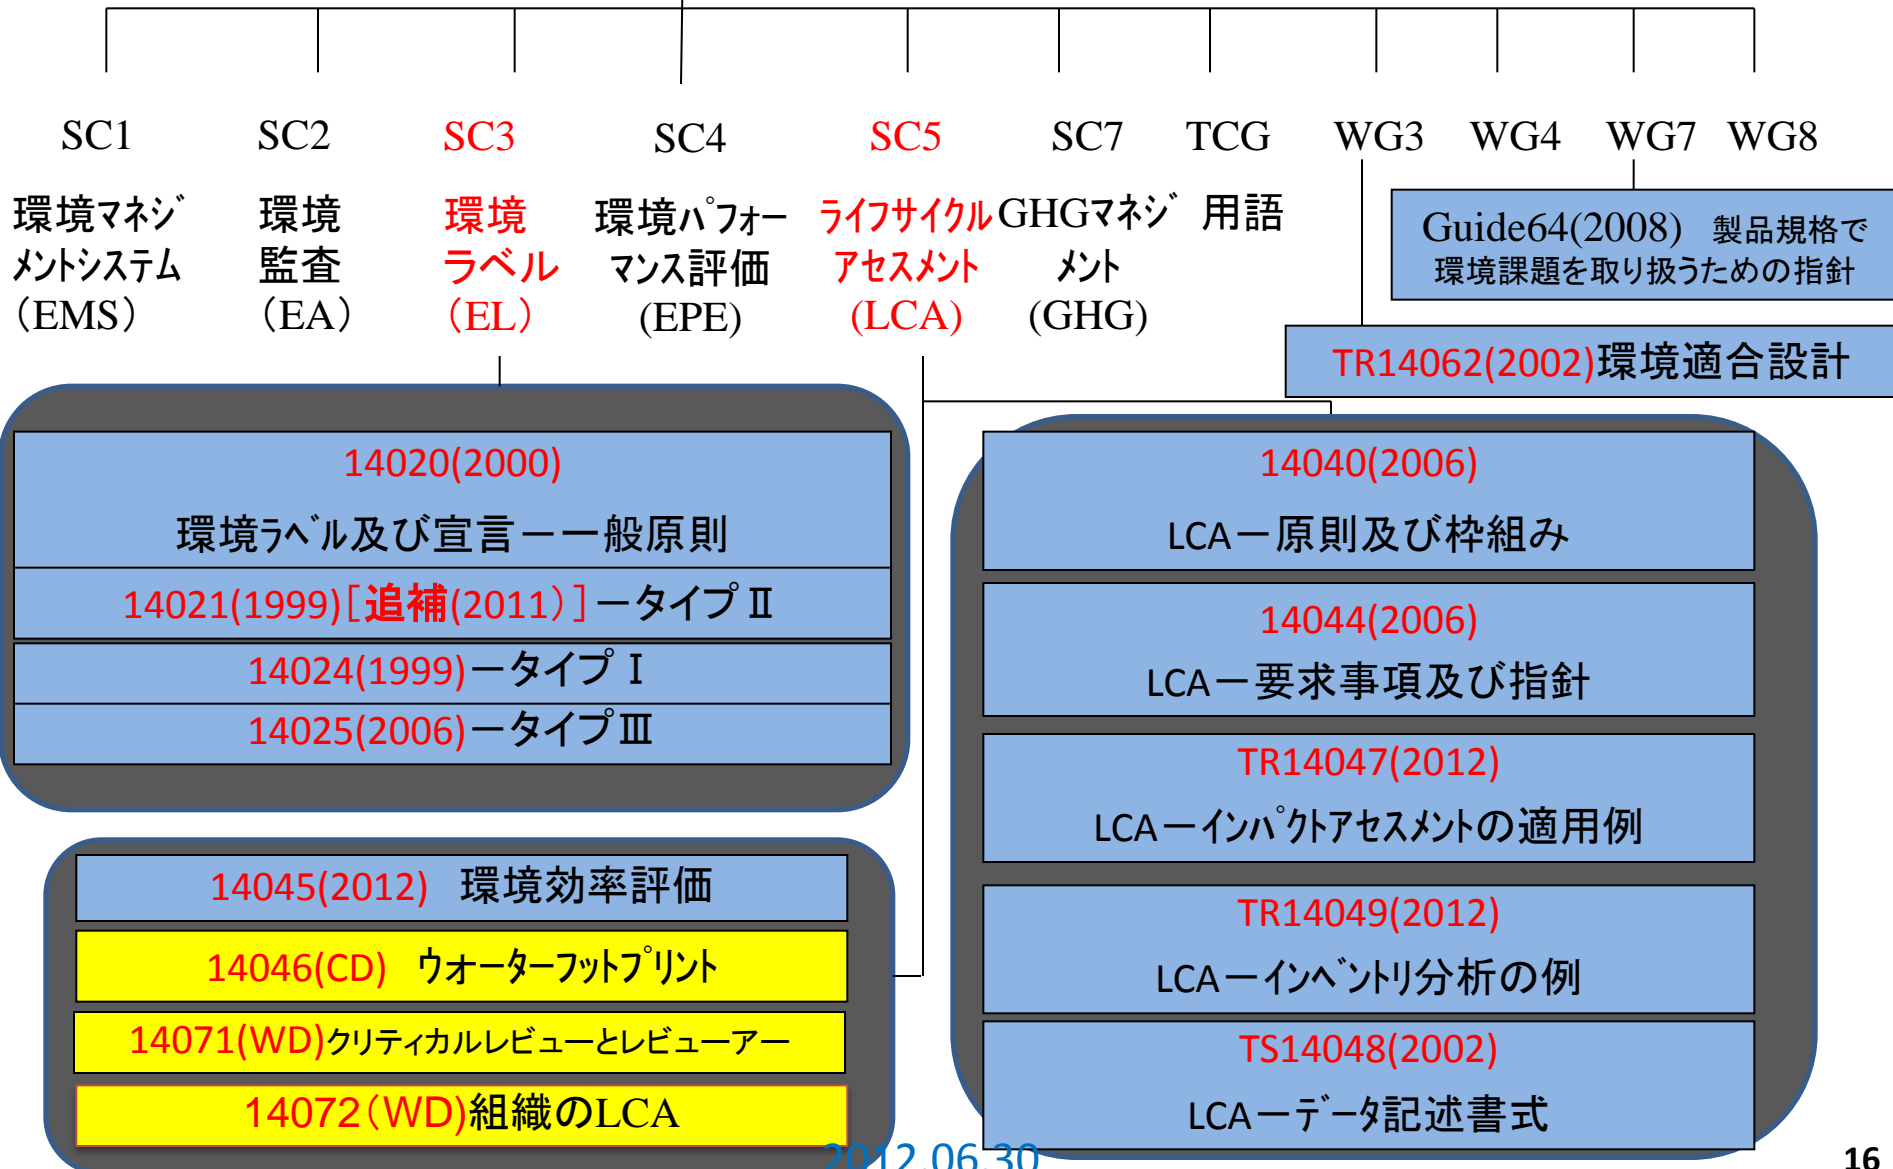 SC1
環境マネジ
メントシステム
（EMS）
SC2
環境
監査
（EA）
SC3
環境
ラベル
（EL）
SC4
環境パフォー
マンス評価
(EPE)
SC5
ライフサイクル
アセスメント
(LCA)
SC7
GHGマネジ
メント
(GHG)
TCG
用語
WG3
WG4
WG7
WG8
Guide64(2008)　製品規格で
環境課題を取り扱うための指針
TR14062(2002)環境適合設計
14020(2000)
環境ラベル及び宣言－一般原則
14021(1999)［追補(2011）］－タイプⅡ
14024(1999)－タイプⅠ
14025(2006)－タイプⅢ
14045(2012)　環境効率評価
14046(CD)　ウオーターフットプリント
14071(WD)クリティカルレビューとレビューアー
14072（WD)組織のLCA
14040(2006)
LCA－原則及び枠組み
14044(2006)
LCA－要求事項及び指針
TR14047(2012)
LCA－インパクトアセスメントの適用例
TR14049(2012)
LCA－インベントリ分析の例
TS14048(2002)
LCA－データ記述書式
2012.06.30
16